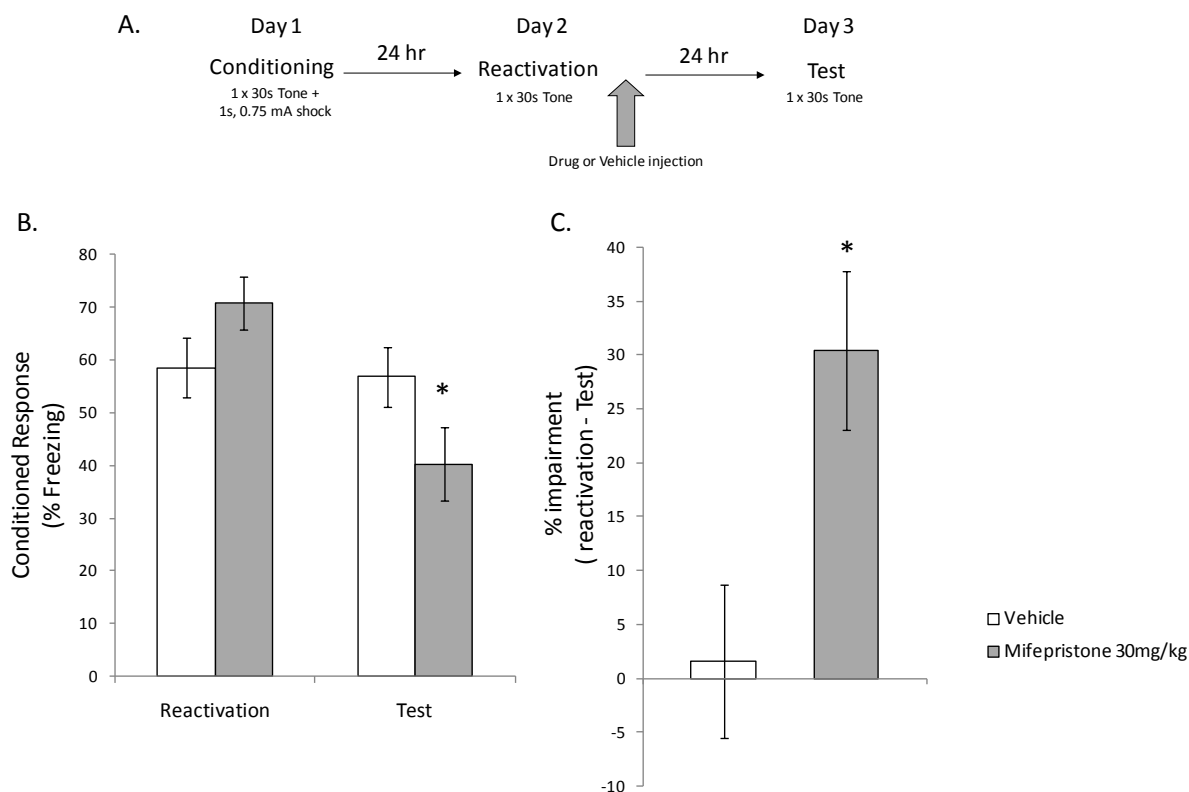 A.
Day 1
Day 2
Day 3
24 hr
24 hr
Conditioning
Reactivation
Test
1 x 30s Tone +
1s, 0.75 mA shock
1 x 30s Tone
1 x 30s Tone
Drug or Vehicle injection
B.
Conditioned Response
(% Freezing)
80
70
60
50
40
30
20
10
0
*
Reactivation
Test
C.
% impairment
( reactivation - Test)
40
35
30
25
20
15
10
5
0
-5
-10
*
Vehicle
Mifepristone 30mg/kg